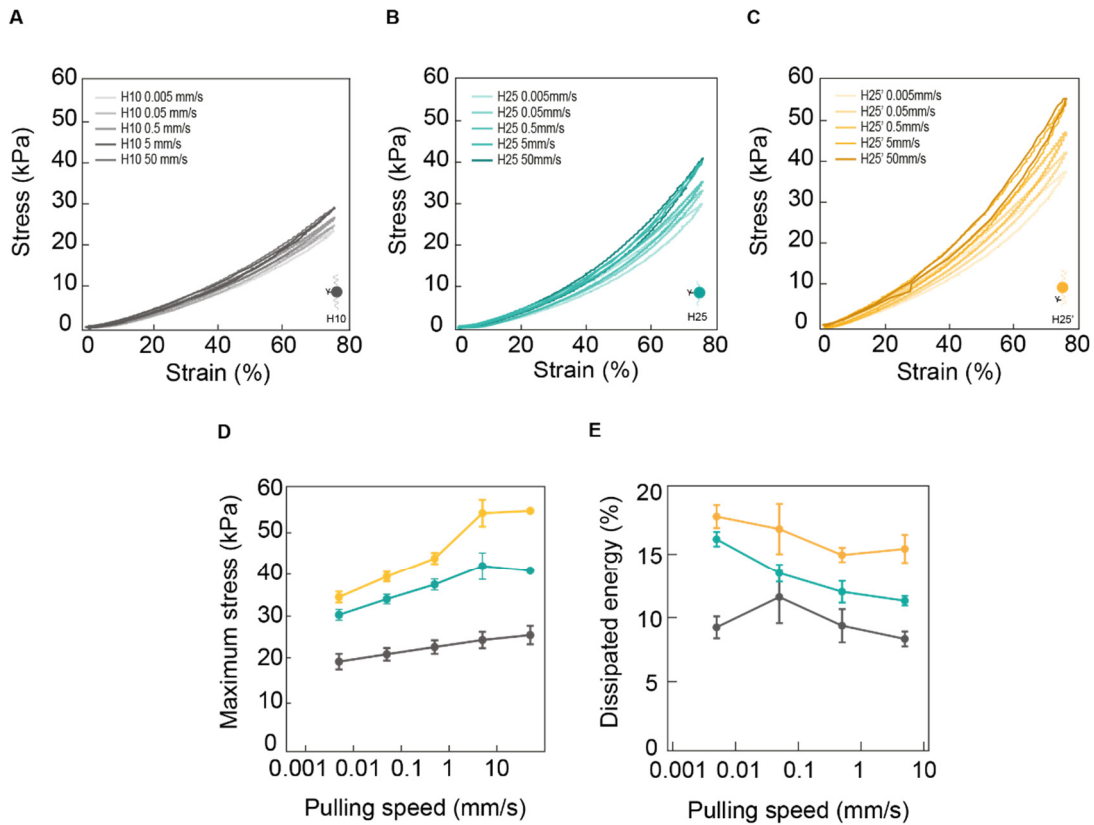 A
B
C
Stress (kPa)
60
50
40
30
20
10
0
H10 0.005 mm/s
H10 0.05 mm/s
H10 0.5 mm/s
H10 5 mm/s
H10 50 mm/s
H10
0 20 40 60 80
Strain (%)
Stress (kPa)
60
50
40
30
20
10
0
H25 0.005mm/s
H25 0.05mm/s
H25 0.5mm/s
H25 5mm/s
H25 50mm/s
H25
0 20 40 60 80
Strain (%)
Stress (kPa)
60
50
40
30
20
10
0
H25' 0.005mm/s
H25' 0.05mm/s
H25' 0.5mm/s
H25' 5mm/s
H25' 50mm/s
H25'
0 20 40 60 80
Strain (%)
D
E
Maximum stress (kPa)
60
50
40
30
20
10
0
0.001 0.01 0.1 1 10
Pulling speed (mm/s)
Dissipated energy (%)
20
15
10
5
0
0.001 0.01 0.1 1 10
Pulling speed (mm/s)